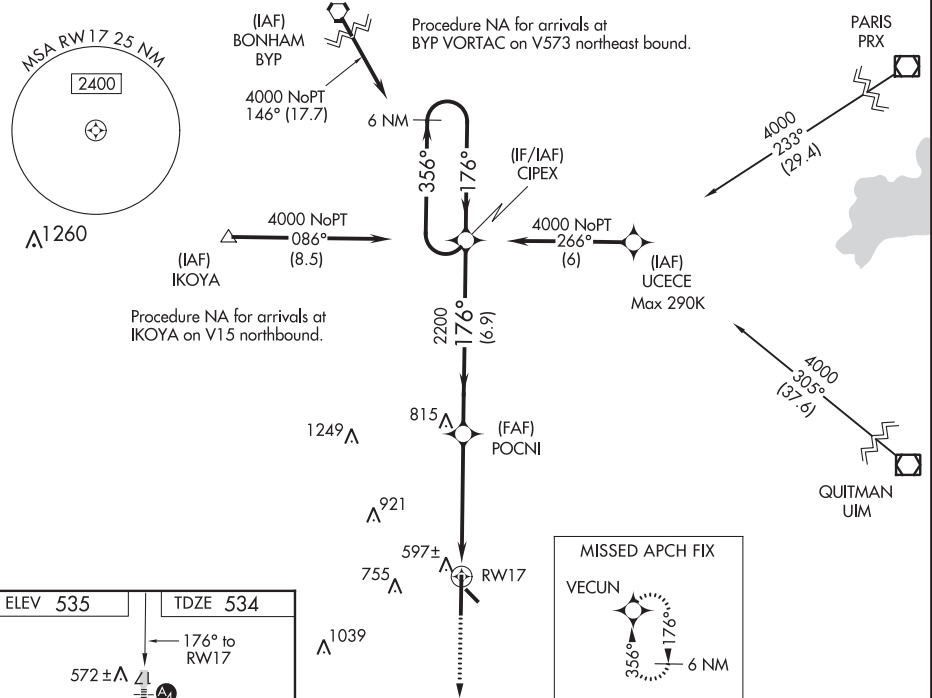 MSA RW17 25 NM
2400
(IAF)
BONHAM
BYP
Procedure NA for arrivals at
BYP VORTAC on V573 northeast bound.
PARIS
PRX
4000 NoPT
146° (17.7)
6 NM
356°
176°
(IF/IAF)
CIPEX
4000
233°
(29.4)
1260
4000 NoPT
086°
(8.5)
(IAF)
IKOYA
4000 NoPT
266°
(6)
(IAF)
UCECE
Max 290K
Procedure NA for arrivals at
IKOYA on V15 northbound.
2200
176°
(6.9)
4000
305°
(37.6)
QUITMAN
UIM
1249
815
(FAF)
POCNI
921
597±
755
RW17
1039
MISSED APCH FIX
VECUN
356°
176°
6 NM
ELEV 535
TDZE 534
176° to
RW17
572±
A4